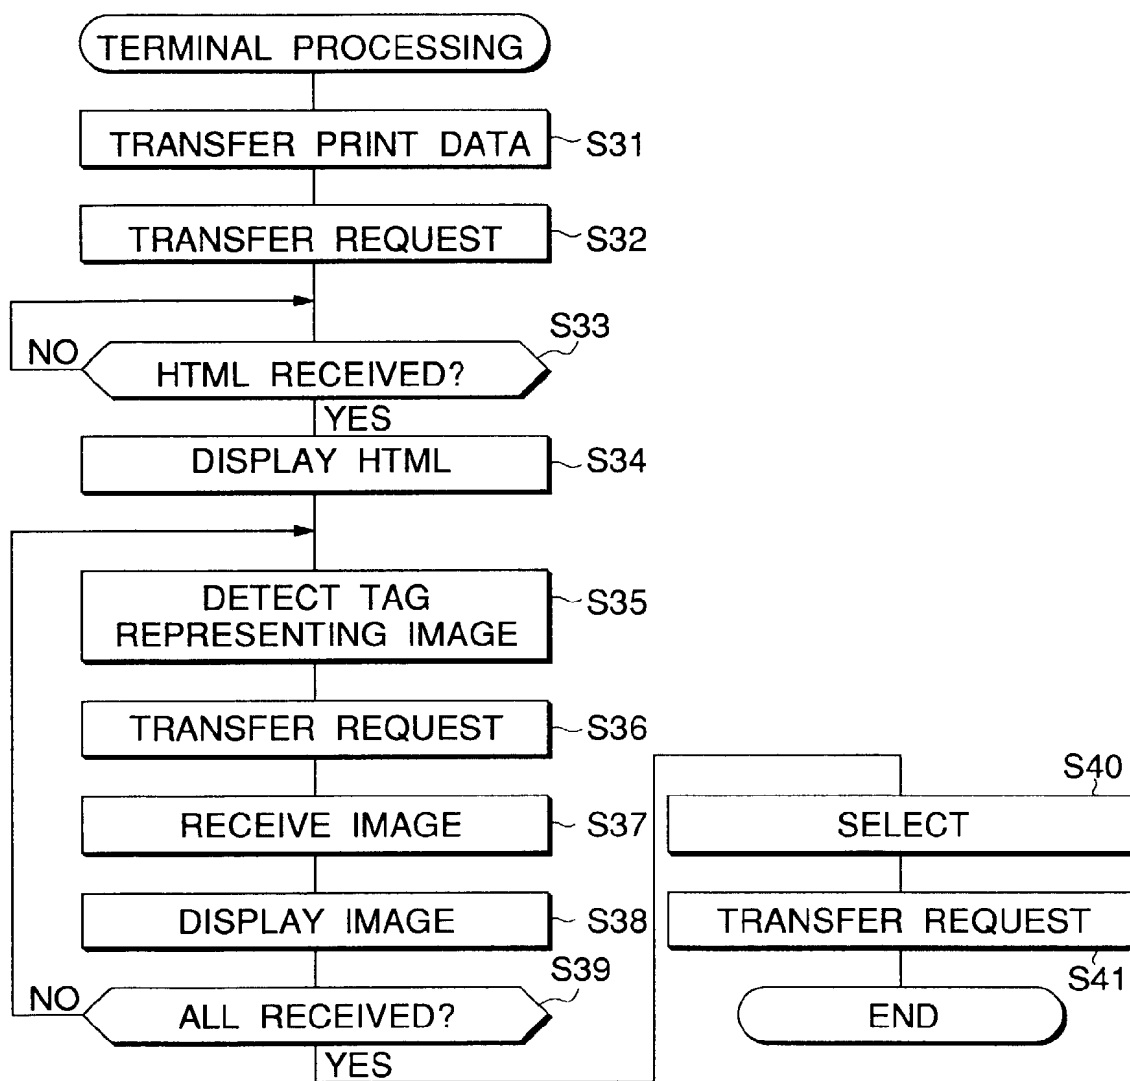 TERMINAL PROCESSING
TRANSFER PRINT DATA
S31
TRANSFER REQUEST
S32
S33
NO
HTML RECEIVED?
YES
DISPLAY HTML
S34
DETECT TAG
REPRESENTING IMAGE
S35
TRANSFER REQUEST
S36
RECEIVE IMAGE
S37
DISPLAY IMAGE
S38
S39
NO
ALL RECEIVED?
YES
S40
SELECT
TRANSFER REQUEST
S41
END